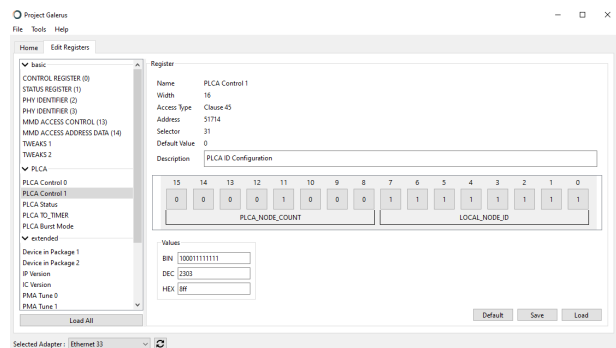 Project Galerus
File Tools Help
Home Edit Registers
basic
CONTROL REGISTER (0)
STATUS REGISTER (1)
PHY IDENTIFIER (2)
PHY IDENTIFIER (3)
MMD ACCESS CONTROL (13)
MMD ACCESS ADDRESS DATA (14)
TWEAKS 1
TWEAKS 2
PLCA
PLCA Control 0
PLCA Control 1
PLCA Status
PLCA TO_TIMER
PLCA Burst Mode
extended
Device in Package 1
Device in Package 2
IP Version
IC Version
PMA Tune 0
PMA Tune 1
Load All
Register
Name PLCA Control 1
Width 16
Access Type Clause 45
Address 51714
Selector 31
Default Value 0
Description PLCA ID Configuration
15 14 13 12 11 10 9 8 7 6 5 4 3 2 1 0
0 0 0 0 1 0 0 0 1 1 1 1 1 1 1 1
PLCA_NODE_COUNT LOCAL_NODE_ID
Values
BIN 100011111111
DEC 2303
HEX 8ff
Default Save Load
Selected Adapter : Ethernet 33